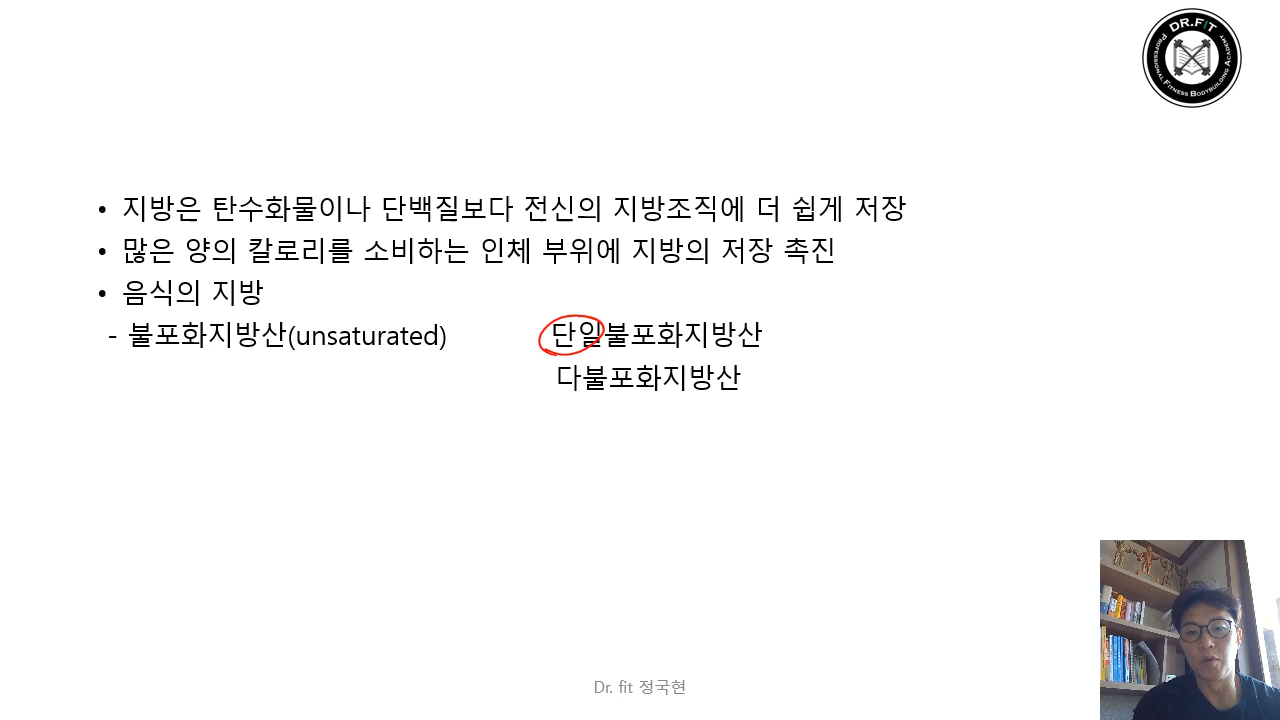 DR.FIT
PROFESSIONAL FITNESS BODYBUILDING ACADEMY
• 지방은 탄수화물이나 단백질보다 전신의 지방조직에 더 쉽게 저장
• 많은 양의 칼로리를 소비하는 인체 부위에 지방의 저장 촉진
• 음식의 지방
- 불포화지방산(unsaturated) 단일불포화지방산
다불포화지방산
Dr. fit 정국현